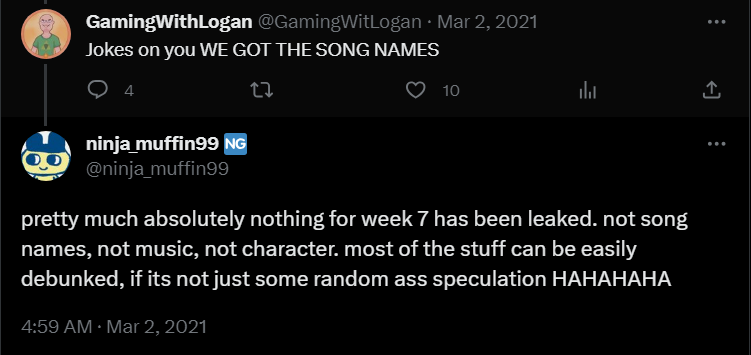 GamingWithLogan @GamingWitLogan · Mar 2, 2021
Jokes on you WE GOT THE SONG NAMES
4 10
ninja_muffin99 NG
@ninja_muffin99
pretty much absolutely nothing for week 7 has been leaked. not song
names, not music, not character. most of the stuff can be easily
debunked, if its not just some random ass speculation HAHAHAHA
4:59 AM · Mar 2, 2021